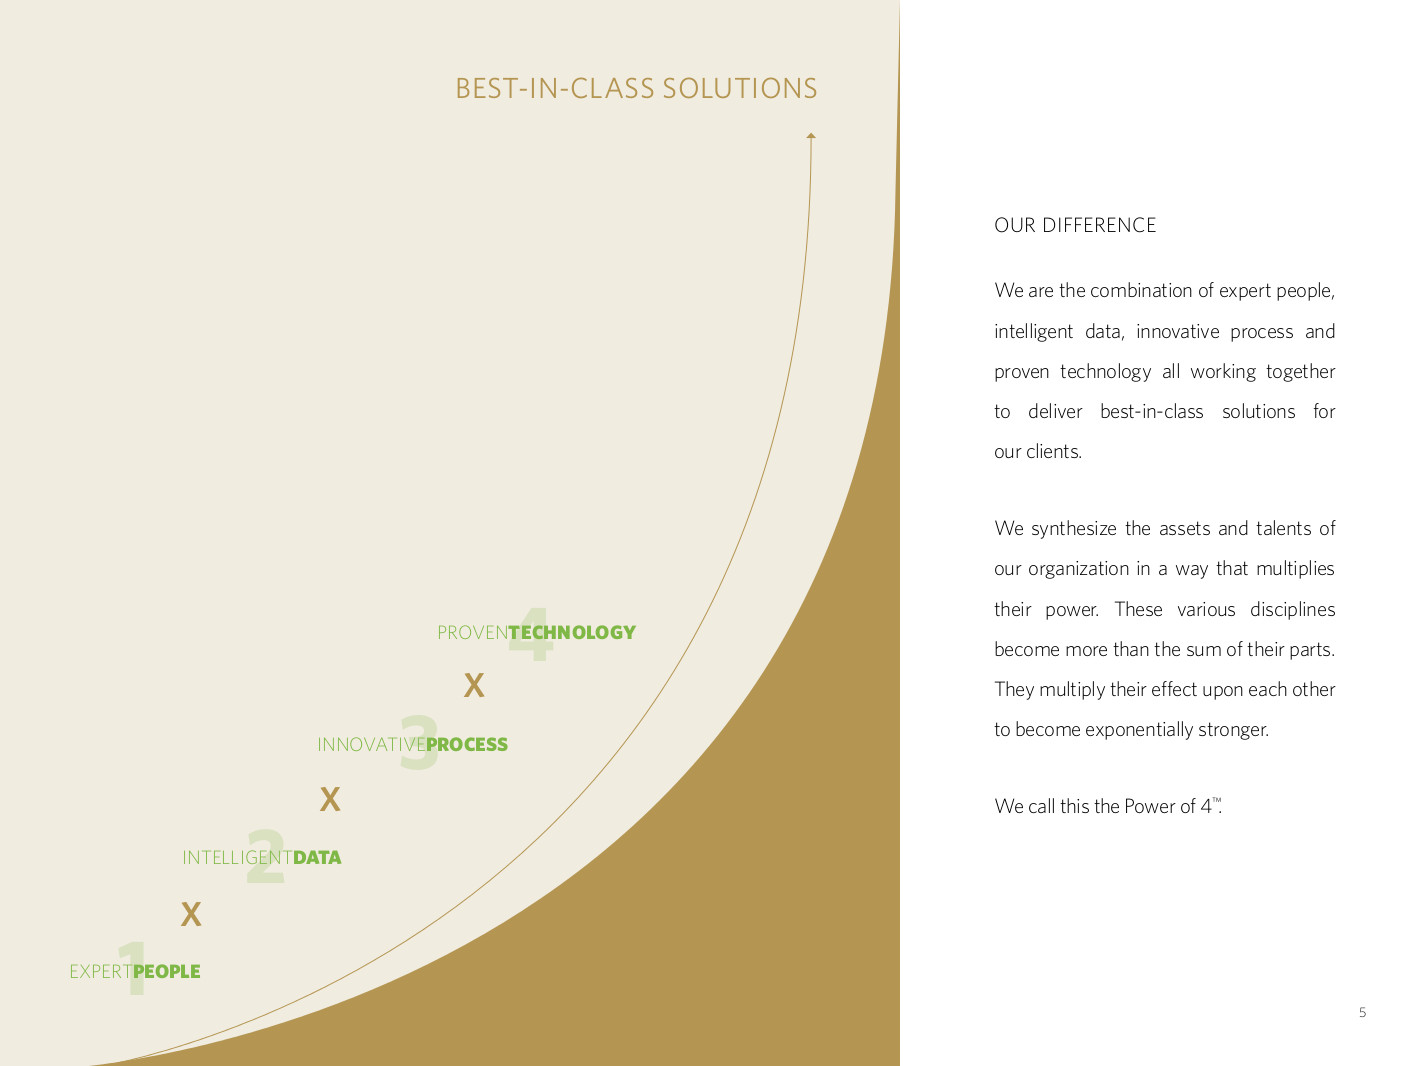 BEST-IN-CLASS SOLUTIONS
4
PROVENTECHNOLOGY
X
3
INNOVATIVEPROCESS
X
2
INTELLIGENTDATA
X
1
EXPERTPEOPLE
OUR DIFFERENCE
We are the combination of expert people,
intelligent data, innovative process and
proven technology all working together
to deliver best-in-class solutions for
our clients.
We synthesize the assets and talents of
our organization in a way that multiplies
their power. These various disciplines
become more than the sum of their parts.
They multiply their effect upon each other
to become exponentially stronger.
We call this the Power of 4™.
5